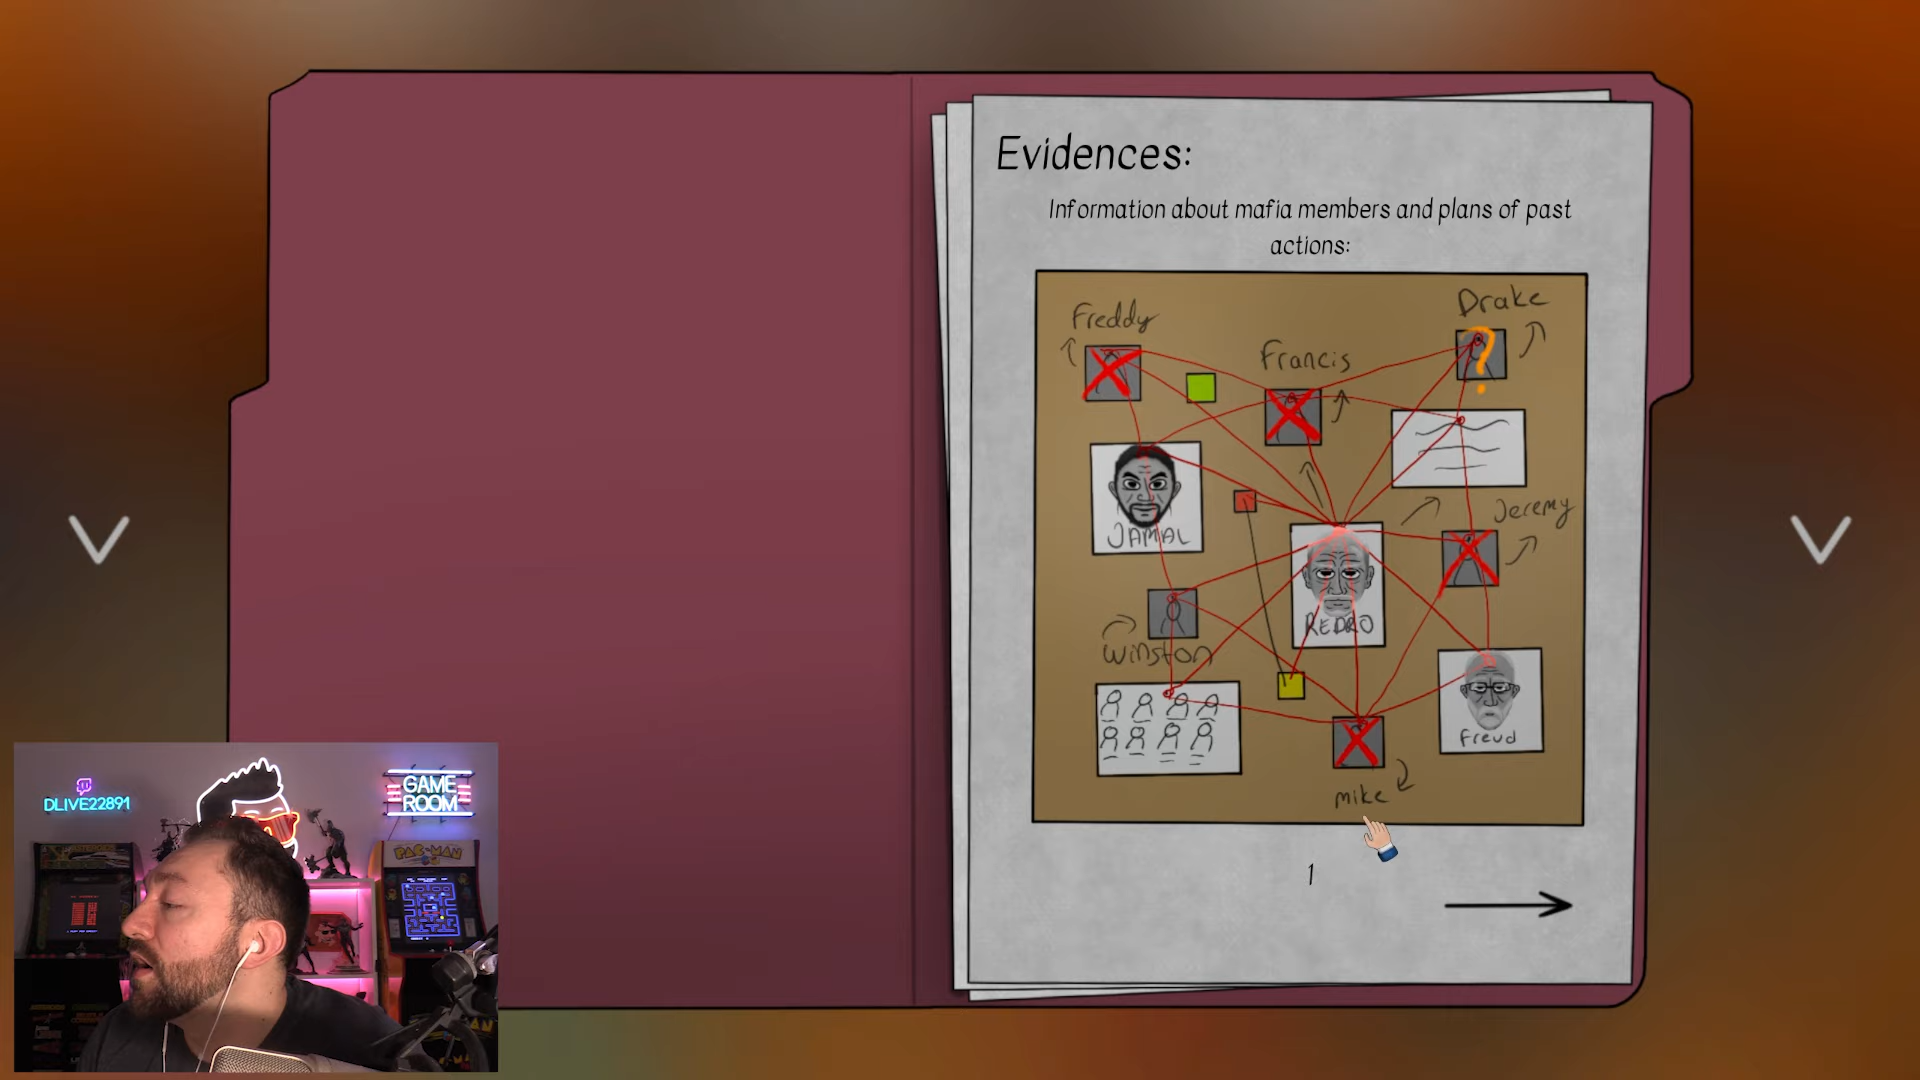 Evidences:
Information about mafia members and plans of past
actions:
Freddy
Francis
Drake
JAMAL
Jeremy
REDRO
Winston
Freud
mike
1
DLIVE22891
GAME
ROOM
PAC-MAN